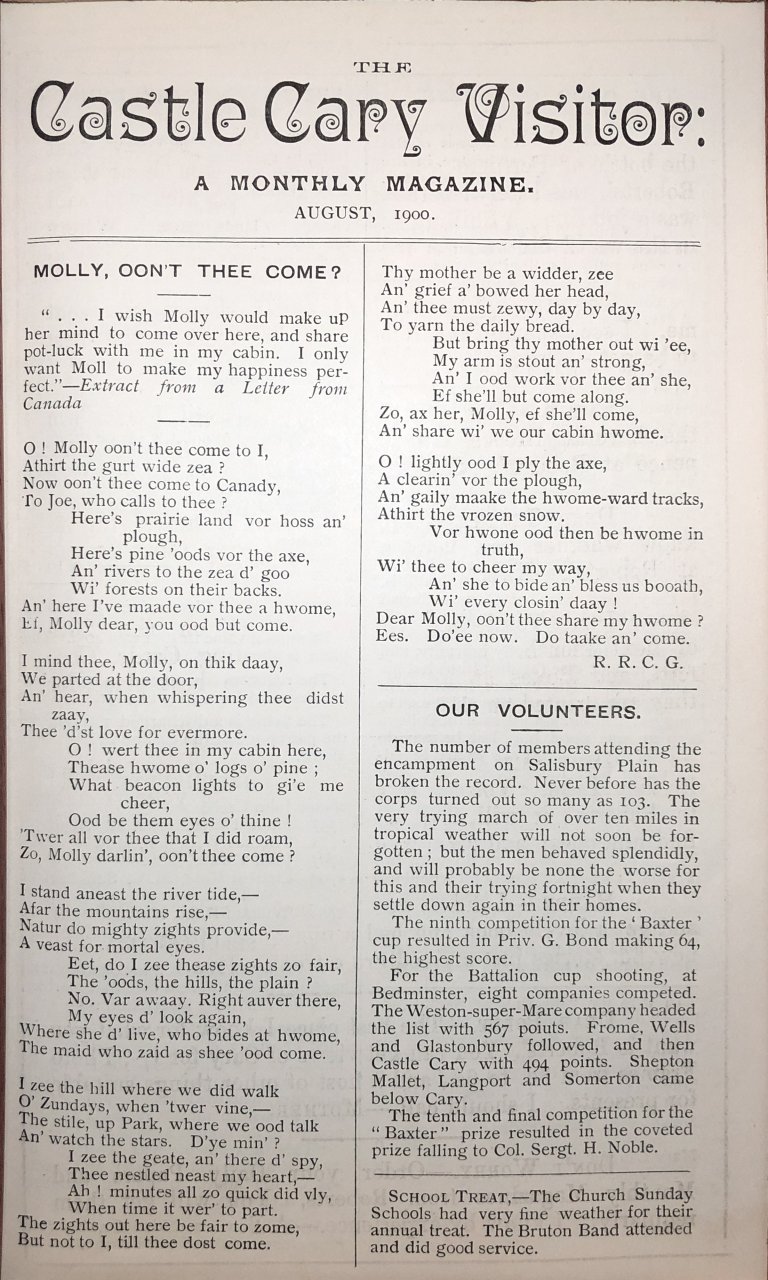 THE
Castle Cary Visitor:
A MONTHLY MAGAZINE.
AUGUST, 1900.
MOLLY, OON'T THEE COME?
" . . . I wish Molly would make up
her mind to come over here, and share
pot-luck with me in my cabin. I only
want Moll to make my happiness per-
fect."—Extract from a Letter from
Canada
O ! Molly oon't thee come to I,
Athirt the gurt wide zea ?
Now oon't thee come to Canady,
To Joe, who calls to thee ?
Here's prairie land vor hoss an'
plough,
Here's pine 'oods vor the axe,
An' rivers to the zea d' goo
Wi' forests on their backs.
An' here I've maade vor thee a hwome,
Ef, Molly dear, you ood but come.
I mind thee, Molly, on thik daay,
We parted at the door,
An' hear, when whispering thee didst
zaay,
Thee 'd'st love for evermore.
O ! wert thee in my cabin here,
Thease hwome o' logs o' pine ;
What beacon lights to gi'e me
cheer,
Ood be them eyes o' thine !
'Twer all vor thee that I did roam,
Zo, Molly darlin', oon't thee come ?
I stand aneast the river tide,—
Afar the mountains rise,—
Natur do mighty zights provide,—
A veast for mortal eyes.
Eet, do I zee thease zights zo fair,
The 'oods, the hills, the plain ?
No. Var awaay. Right auver there,
My eyes d' look again,
Where she d' live, who bides at hwome,
The maid who zaid as shee 'ood come.
I zee the hill where we did walk
O' Zundays, when 'twer vine,—
The stile, up Park, where we ood talk
An' watch the stars. D'ye min' ?
I zee the geate, an' there d' spy,
Thee nestled neast my heart,—
Ah ! minutes all zo quick did vly,
When time it wer' to part.
The zights out here be fair to zome,
But not to I, till thee dost come.
Thy mother be a widder, zee
An' grief a' bowed her head,
An' thee must zewy, day by day,
To yarn the daily bread.
But bring thy mother out wi 'ee,
My arm is stout an' strong,
An' I ood work vor thee an' she,
Ef she'll but come along.
Zo, ax her, Molly, ef she'll come,
An' share wi' we our cabin hwome.
O ! lightly ood I ply the axe,
A clearin' vor the plough,
An' gaily maake the hwome-ward tracks,
Athirt the vrozen snow.
Vor hwone ood then be hwome in
truth,
Wi' thee to cheer my way,
An' she to bide an' bless us booath,
Wi' every closin' daay !
Dear Molly, oon't thee share my hwome ?
Ees. Do'ee now. Do taake an' come.
R. R. C. G.
OUR VOLUNTEERS.
The number of members attending the
encampment on Salisbury Plain has
broken the record. Never before has the
corps turned out so many as 103. The
very trying march of over ten miles in
tropical weather will not soon be for-
gotten ; but the men behaved splendidly,
and will probably be none the worse for
this and their trying fortnight when they
settle down again in their homes.
The ninth competition for the ' Baxter '
cup resulted in Priv. G. Bond making 64,
the highest score.
For the Battalion cup shooting, at
Bedminster, eight companies competed.
The Weston-super-Mare company headed
the list with 567 poiuts. Frome, Wells
and Glastonbury followed, and then
Castle Cary with 494 points. Shepton
Mallet, Langport and Somerton came
below Cary.
The tenth and final competition for the
" Baxter " prize resulted in the coveted
prize falling to Col. Sergt. H. Noble.
SCHOOL TREAT,—The Church Sunday
Schools had very fine weather for their
annual treat. The Bruton Band attended
and did good service.